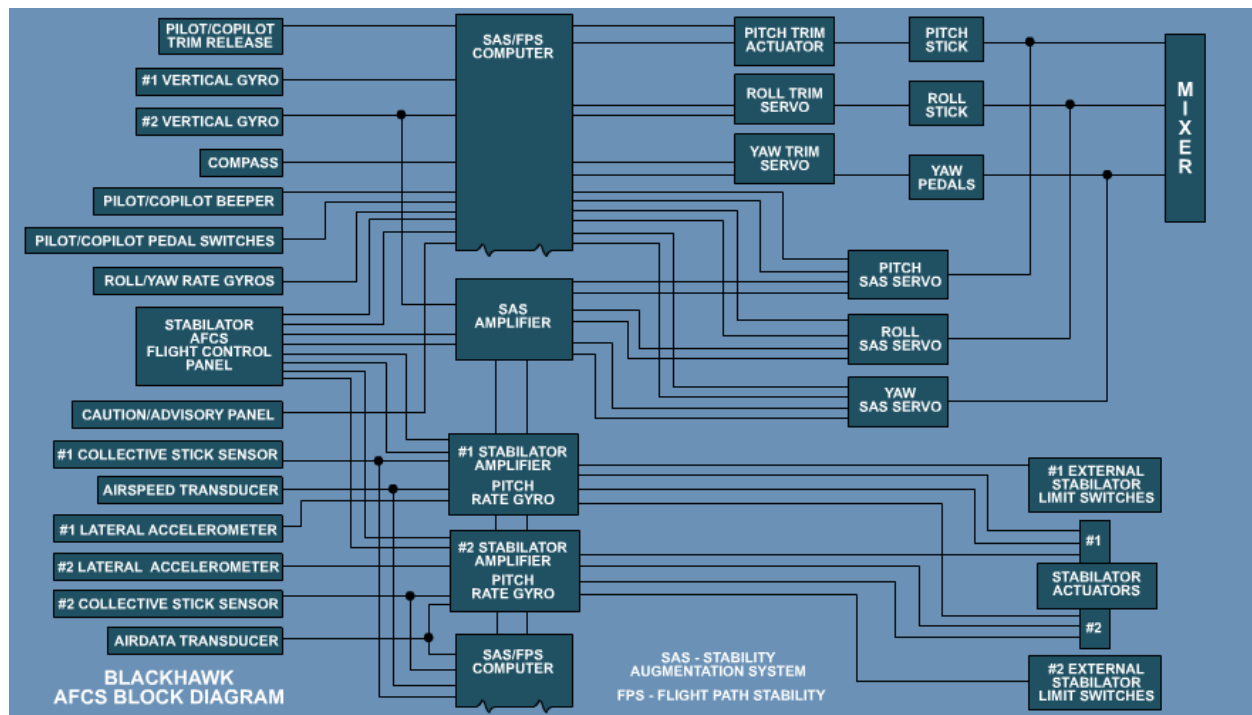 PILOT/COPILOT
TRIM RELEASE
#1 VERTICAL GYRO
#2 VERTICAL GYRO
COMPASS
PILOT/COPILOT BEEPER
PILOT/COPILOT PEDAL SWITCHES
ROLL/YAW RATE GYROS
STABILATOR
AFCS
FLIGHT CONTROL
PANEL
CAUTION/ADVISORY PANEL
#1 COLLECTIVE STICK SENSOR
AIRSPEED TRANSDUCER
#1 LATERAL ACCELEROMETER
#2 LATERAL ACCELEROMETER
#2 COLLECTIVE STICK SENSOR
AIRDATA TRANSDUCER
BLACKHAWK
AFCS BLOCK DIAGRAM
SAS/FPS
COMPUTER
SAS
AMPLIFIER
#1 STABILATOR
AMPLIFIER
PITCH
RATE GYRO
#2 STABILATOR
AMPLIFIER
PITCH
RATE GYRO
SAS/FPS
COMPUTER
PITCH TRIM
ACTUATOR
ROLL TRIM
SERVO
YAW TRIM
SERVO
PITCH
STICK
ROLL
STICK
YAW
PEDALS
MIXER
PITCH
SAS SERVO
ROLL
SAS SERVO
YAW
SAS SERVO
#1 EXTERNAL
STABILATOR
LIMIT SWITCHES
#1
STABILATOR
ACTUATORS
#2
#2 EXTERNAL
STABILATOR
LIMIT SWITCHES
SAS - STABILITY
AUGMENTATION SYSTEM
FPS - FLIGHT PATH STABILITY